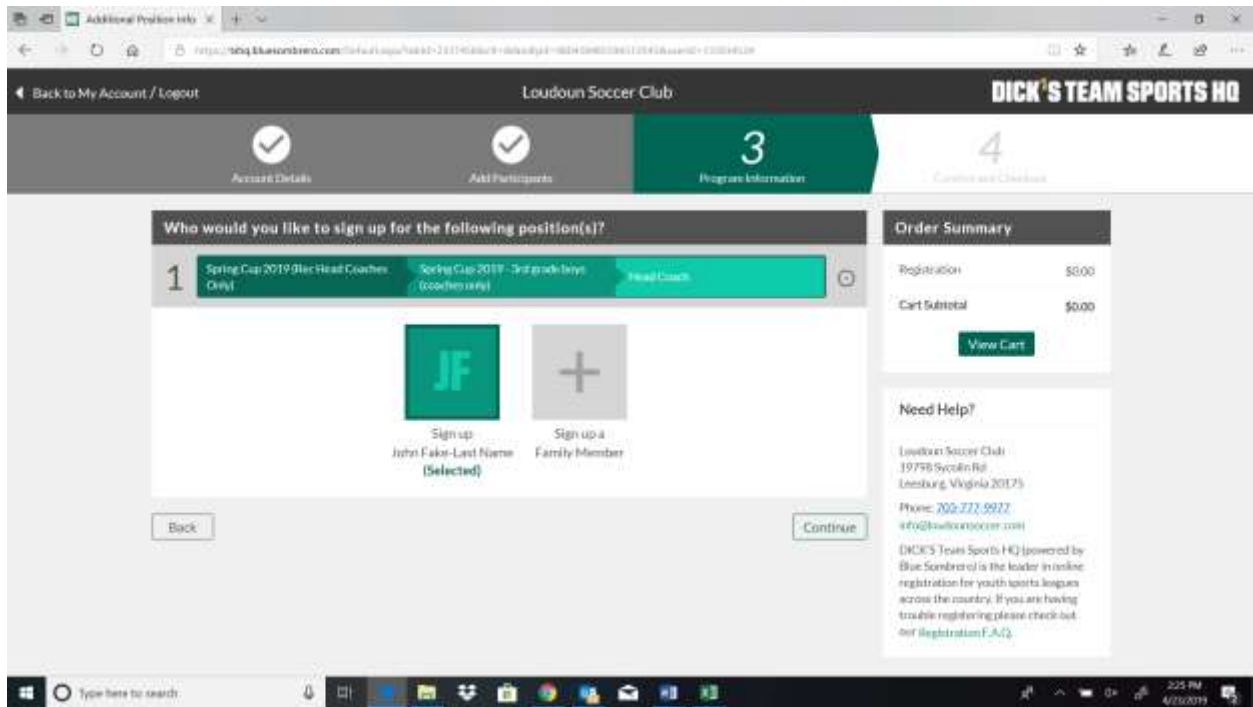 Additional Position Info
Back to My Account / Logout
Loudoun Soccer Club
DICK'S TEAM SPORTS HQ
Account Details
Add Participants
3
Program Information
4
Who would you like to sign up for the following position(s)?
Order Summary
1
Spring Cup 2019 (Rec Head Coaches
Only)
Spring Cup 2019 - 3rd grade boys
(coaches only)
Head Coach
Registration
$0.00
Cart Subtotal
$0.00
View Cart
JF
Sign up
John Fake-Last Name
(Selected)
Sign up a
Family Member
Back
Continue
Need Help?
Loudoun Soccer Club
19798 Sycolin Rd
Leesburg, Virginia 20175
Phone: 703-777-9977
info@loudounsoccer.com
DICK'S Team Sports HQ (powered by
Blue Sombrero) is the leader in online
registration for youth sports leagues
across the country. If you are having
trouble registering please check out
our Registration F.A.Q.
Type here to search
2:25 PM
4/23/2019